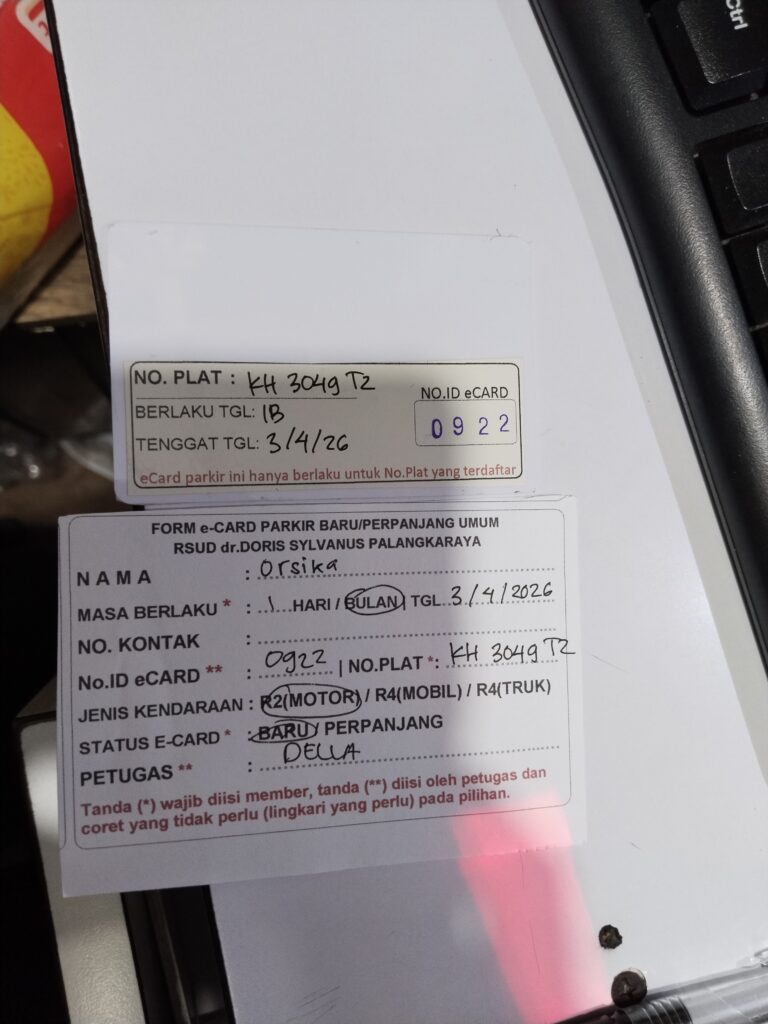 Ctrl
NO. PLAT : KH 3049 TZ
NO.ID eCARD
BERLAKU TGL: 1B
0922
TENGGAT TGL: 3/4/26
eCard parkir ini hanya berlaku untuk No.Plat yang terdaftar
FORM e-CARD PARKIR BARU/PERPANJANG UMUM
RSUD dr.DORIS SYLVANUS PALANGKARAYA
NAMA : Orsika
MASA BERLAKU * : 1 HARI / BULAN TGL 3/4/2026
NO. KONTAK :
No.ID eCARD ** : 0922 | NO.PLAT *: KH 3049 TZ
JENIS KENDARAAN : R2(MOTOR) / R4(MOBIL) / R4(TRUK)
STATUS E-CARD * : BARU / PERPANJANG
PETUGAS ** : DELLA
Tanda (*) wajib diisi member, tanda (**) diisi oleh petugas dan
coret yang tidak perlu (lingkari yang perlu) pada pilihan.